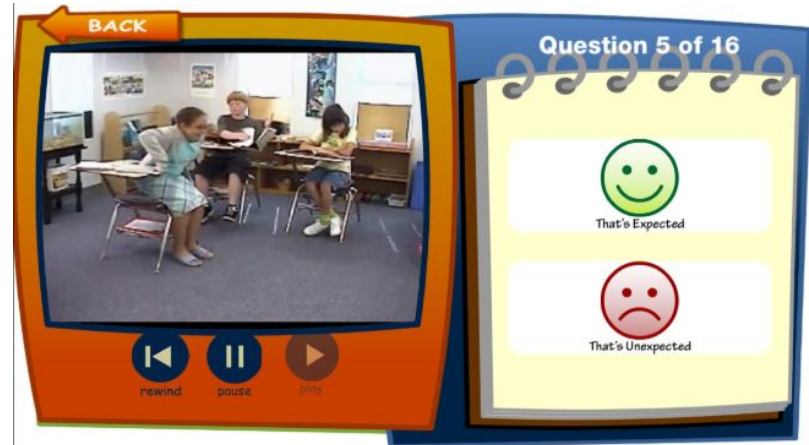 BACK
Question 5 of 16
That's Expected
That's Unexpected
rewind
pause
play